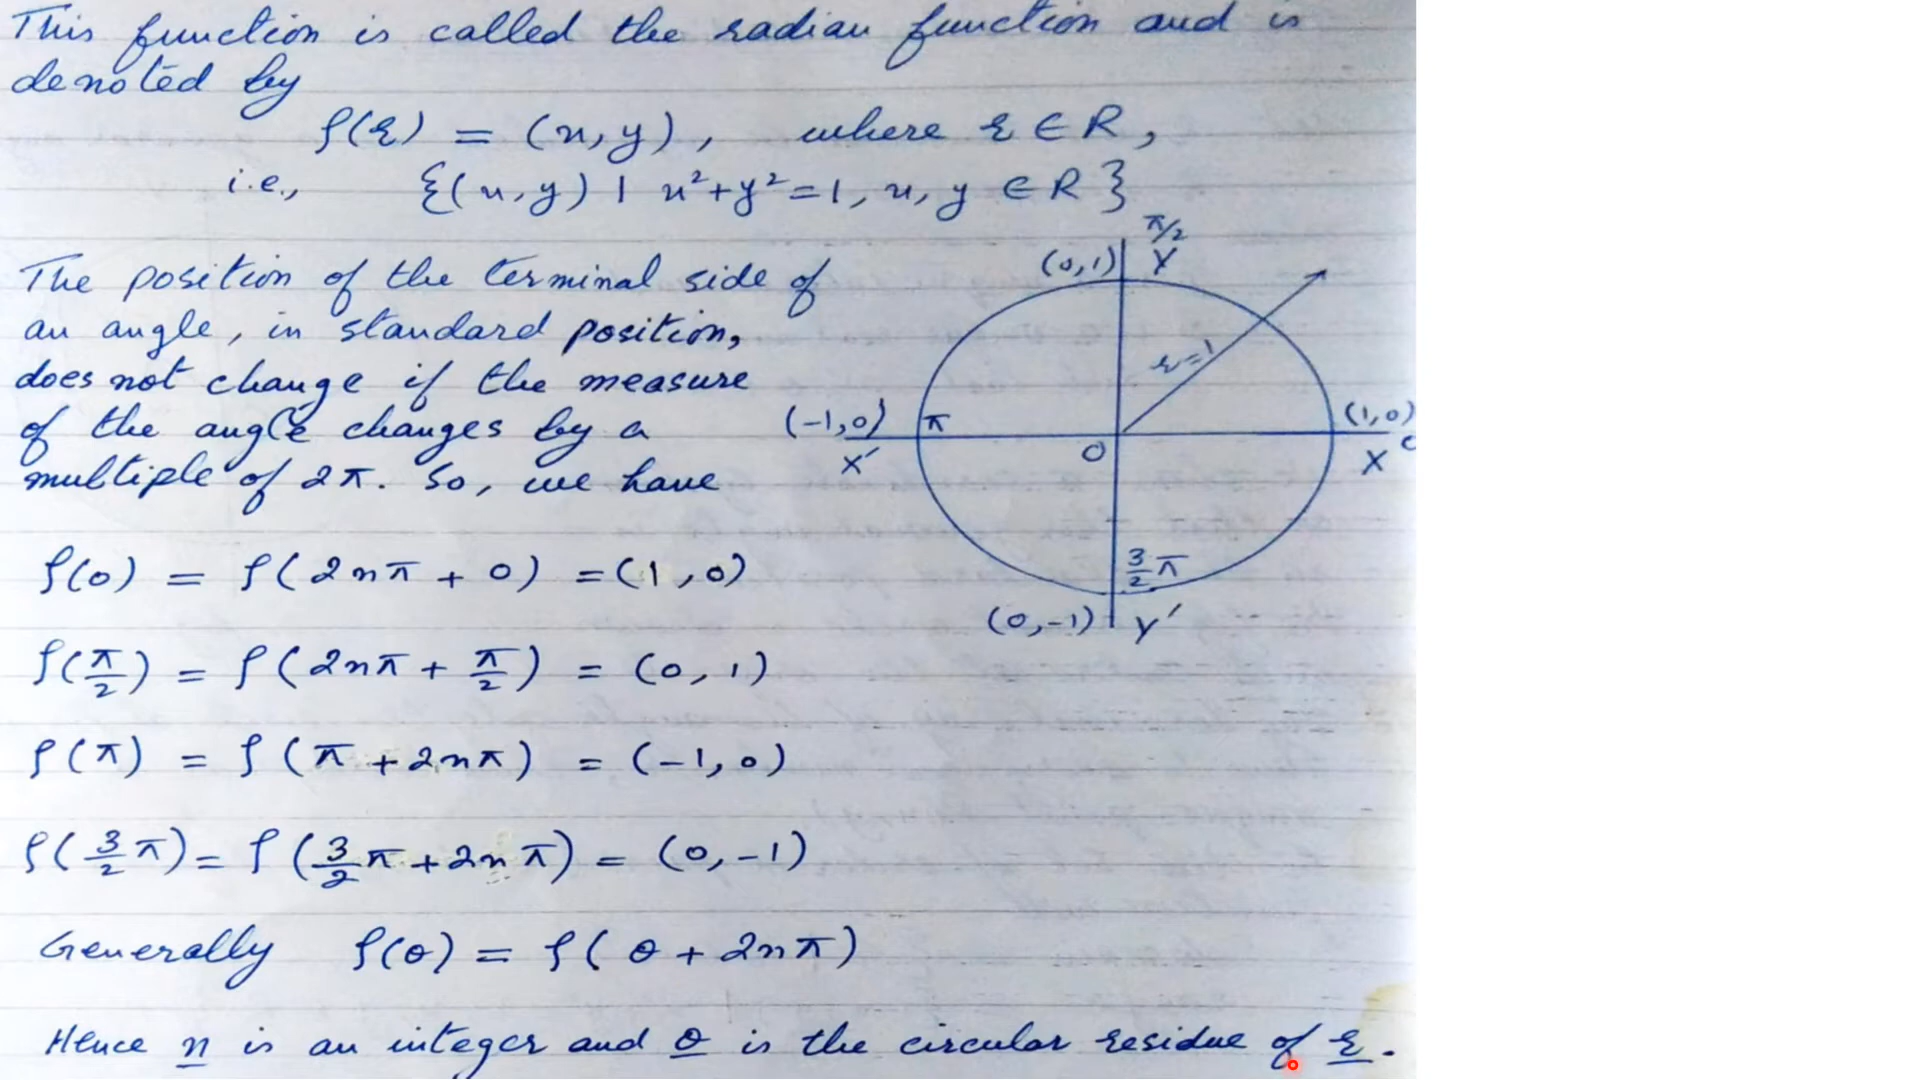 This function is called the radian function and is
denoted by
ρ(r) = (x, y), where r ∈ R,
i.e., {(x, y) | x²+y²=1, x, y ∈ R}
The position of the terminal side of
an angle, in standard position,
does not change if the measure
of the angle changes by a
multiple of 2π. So, we have
π/2
(0,1) Y
r=1
(-1,0) π (1,0)
X′ O X
3/2 π
(0,-1) Y′
ρ(0) = ρ(2nπ + 0) = (1,0)
ρ(π/2) = ρ(2nπ + π/2) = (0,1)
ρ(π) = ρ(π + 2nπ) = (-1,0)
ρ(3/2 π) = ρ(3/2 π + 2nπ) = (0,-1)
Generally ρ(θ) = ρ(θ + 2nπ)
Hence n is an integer and θ is the circular residue of r.